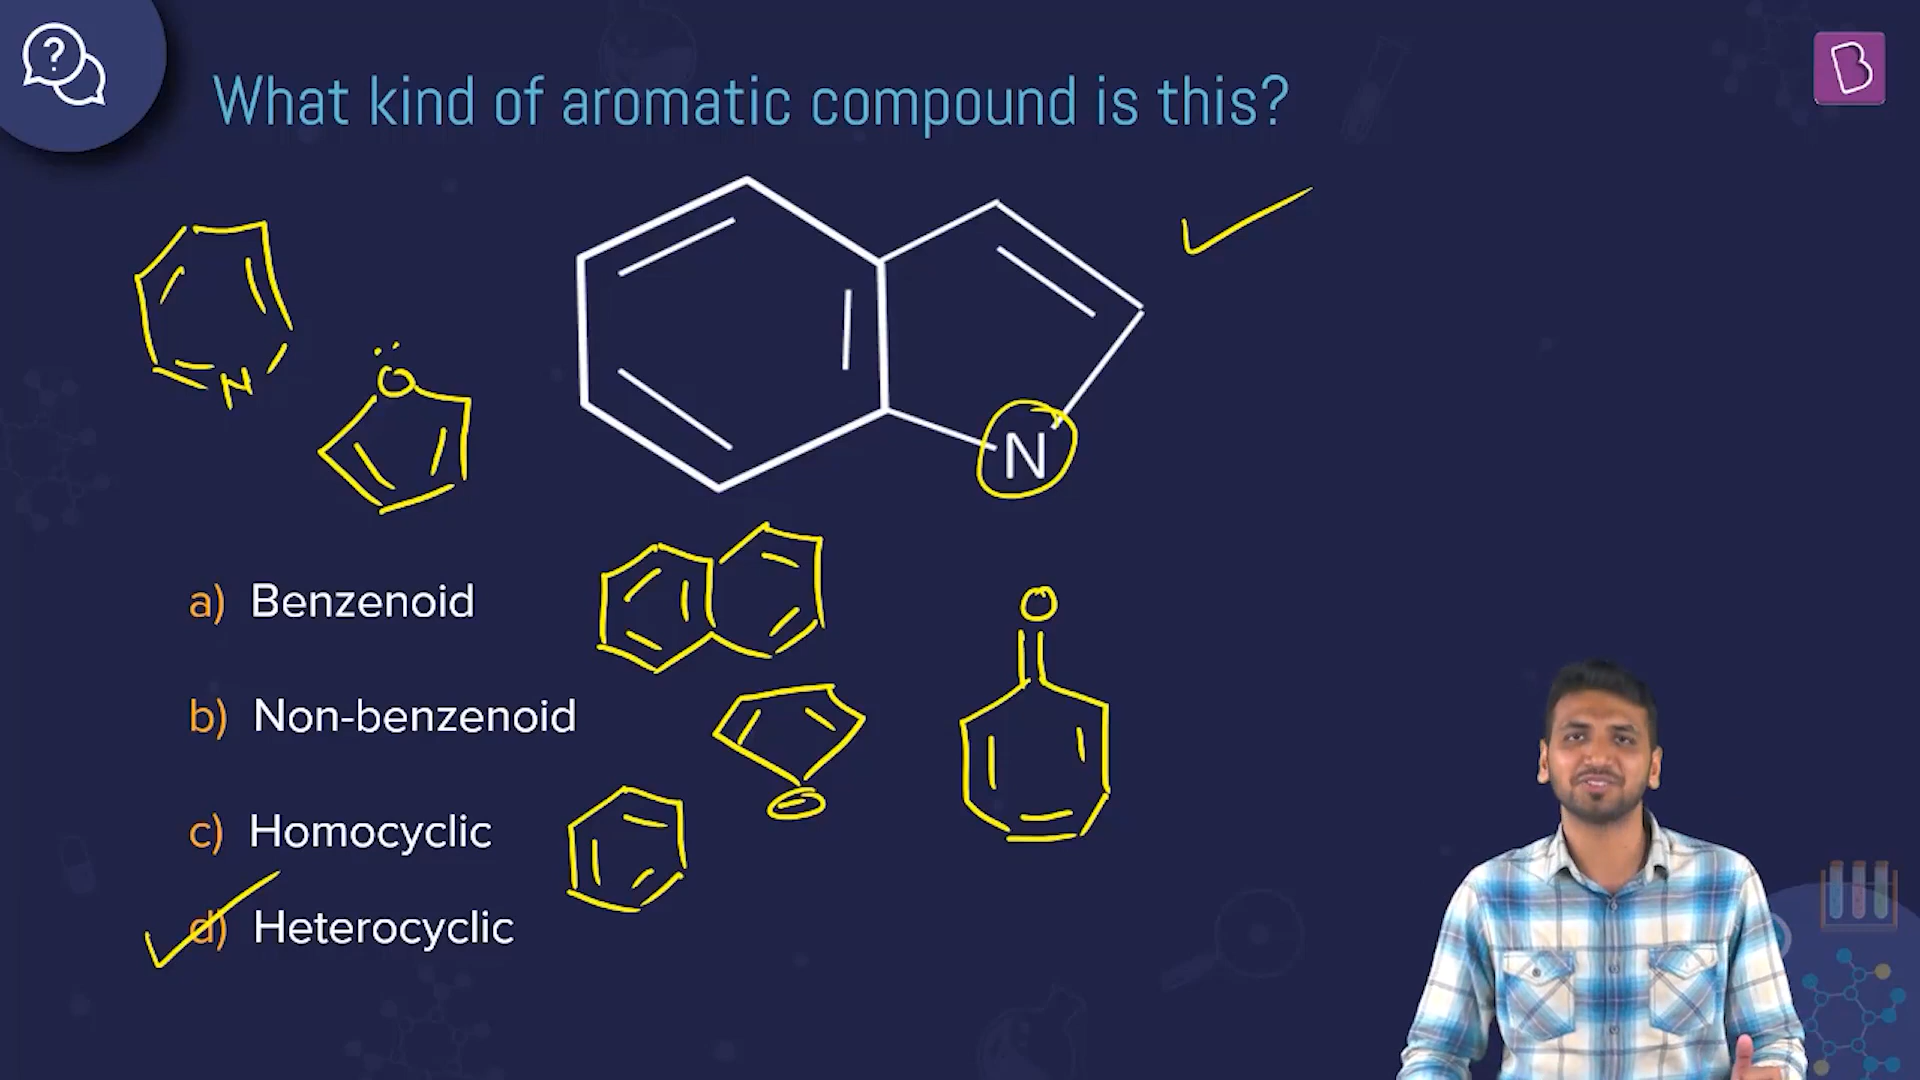 ?
What kind of aromatic compound is this?
B
N
O
N
a) Benzenoid
O
b) Non-benzenoid
c) Homocyclic
d) Heterocyclic